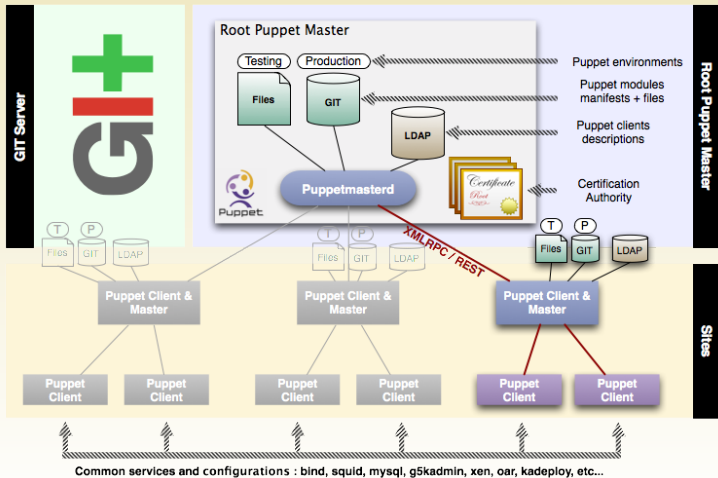 GIT Server
GIt
Root Puppet Master
Testing
Production
Files
GIT
LDAP
Puppetmasterd
Puppet
Certificate
Root
Puppet environments
Puppet modules
manifests + files
Puppet clients
descriptions
Certification
Authority
Root Puppet Master
XMLRPC / REST
T
P
Files
GIT
LDAP
Puppet Client &
Master
T
P
Files
GIT
LDAP
Puppet Client &
Master
T
P
Files
GIT
LDAP
Puppet Client &
Master
Sites
Puppet
Client
Puppet
Client
Puppet
Client
Puppet
Client
Puppet
Client
Puppet
Client
Common services and configurations : bind, squid, mysql, g5kadmin, xen, oar, kadeploy, etc...